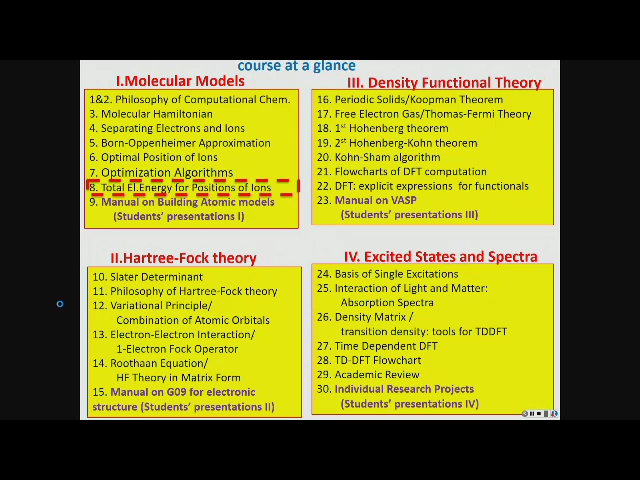 course at a glance
I.Molecular Models
1&2. Philosophy of Computational Chem.
3. Molecular Hamiltonian
4. Separating Electrons and Ions
5. Born-Oppenheimer Approximation
6. Optimal Position of Ions
7. Optimization Algorithms
8. Total El.Energy for Positions of Ions
9. Manual on Building Atomic models
(Students' presentations I)
II.Hartree-Fock theory
10. Slater Determinant
11. Philosophy of Hartree-Fock theory
12. Variational Principle/
Combination of Atomic Orbitals
13. Electron-Electron Interaction/
1-Electron Fock Operator
14. Roothaan Equation/
HF Theory in Matrix Form
15. Manual on G09 for electronic
structure (Students' presentations II)
III. Density Functional Theory
16. Periodic Solids/Koopman Theorem
17. Free Electron Gas/Thomas-Fermi Theory
18. 1st Hohenberg theorem
19. 2st Hohenberg-Kohn theorem
20. Kohn-Sham algorithm
21. Flowcharts of DFT computation
22. DFT: explicit expressions for functionals
23. Manual on VASP
(Students' presentations III)
IV. Excited States and Spectra
24. Basis of Single Excitations
25. Interaction of Light and Matter:
Absorption Spectra
26. Density Matrix /
transition density: tools for TDDFT
27. Time Dependent DFT
28. TD-DFT Flowchart
29. Academic Review
30. Individual Research Projects
(Students' presentations IV)